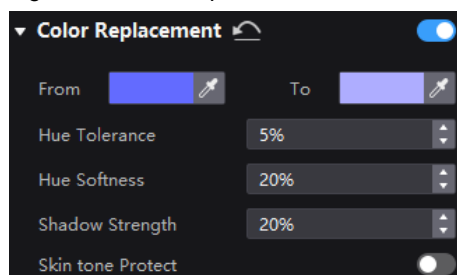 Color Replacement
From To
Hue Tolerance 5%
Hue Softness 20%
Shadow Strength 20%
Skin tone Protect